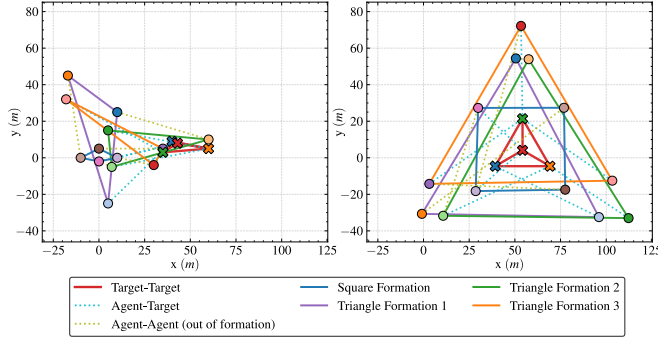 80
60
40
20
0
−20
−40
y (m)
−25 0 25 50 75 100 125
x (m)
80
60
40
20
0
−20
−40
y (m)
−25 0 25 50 75 100 125
x (m)
Target-Target
Agent-Target
Agent-Agent (out of formation)
Square Formation
Triangle Formation 1
Triangle Formation 2
Triangle Formation 3